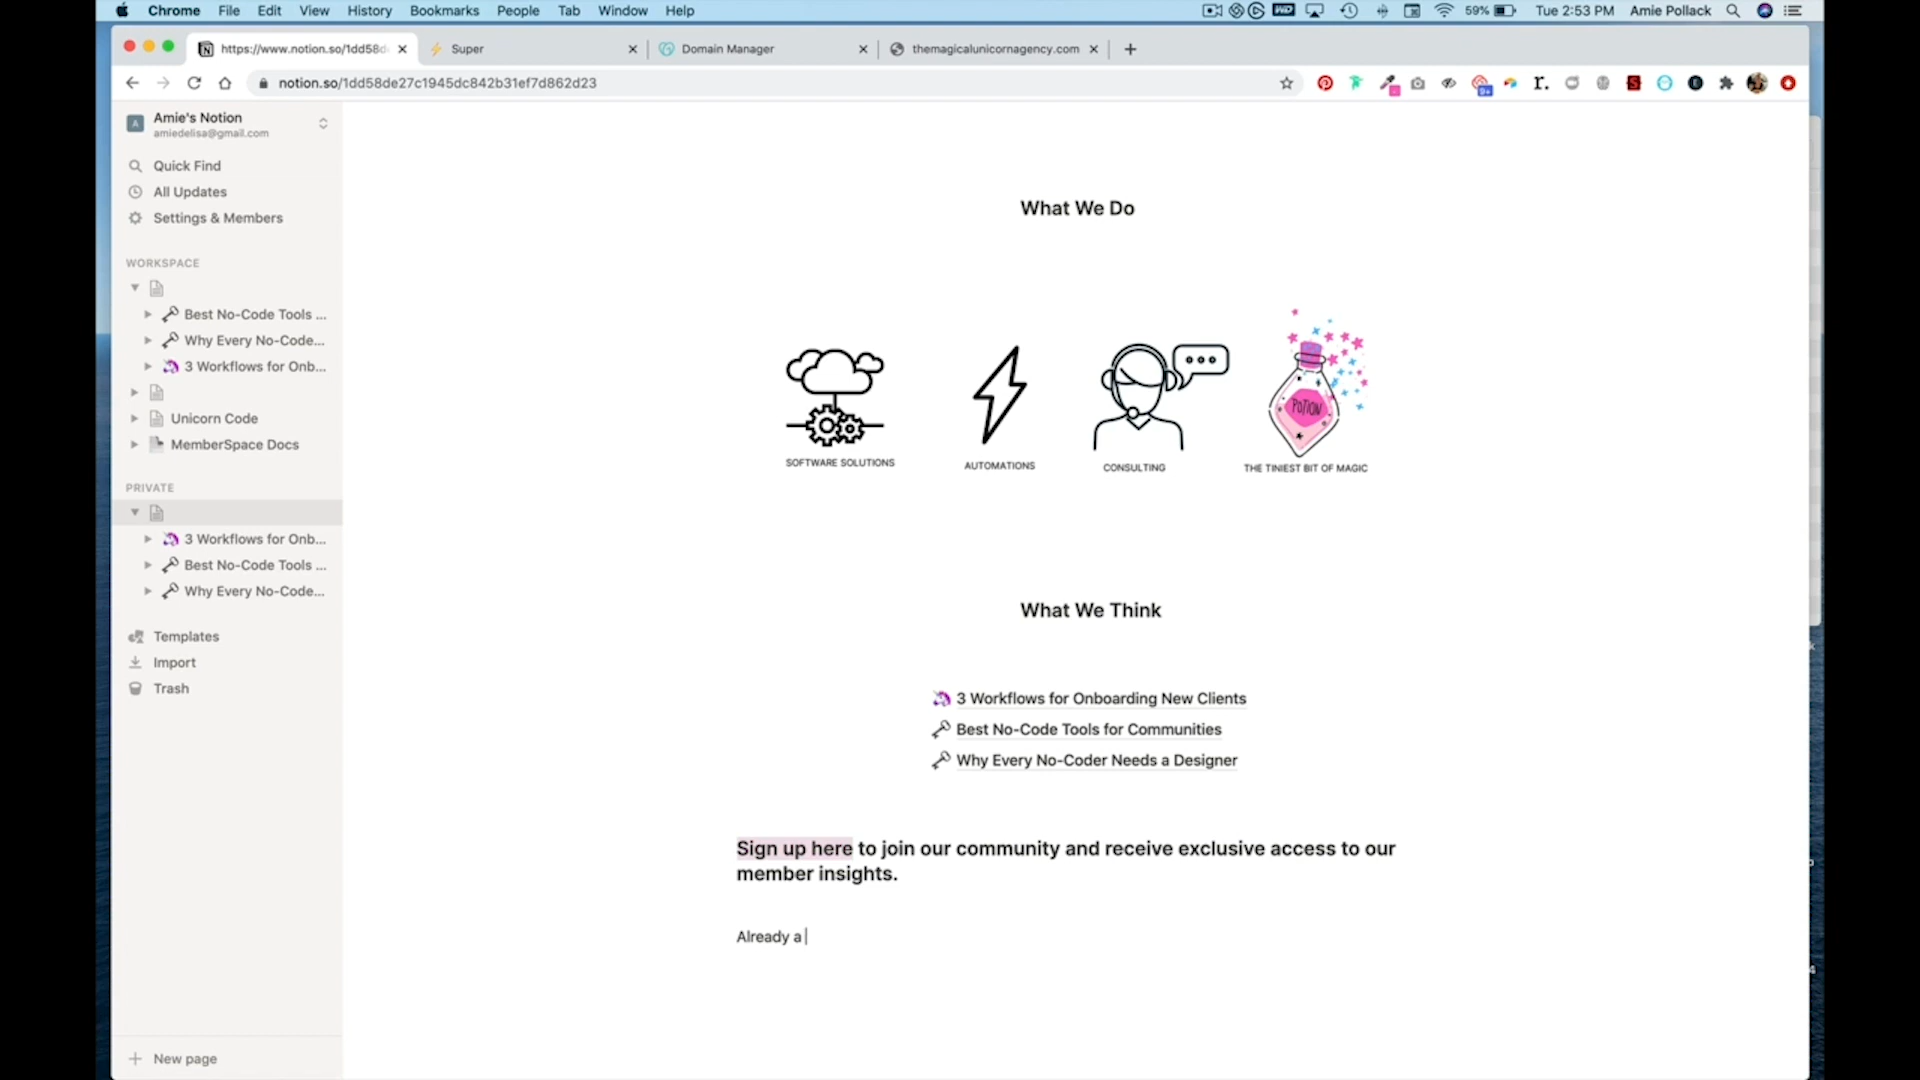 Chrome File Edit View History Bookmarks People Tab Window Help 59% Tue 2:53 PM Amie Pollack
https://www.notion.so/1dd58d Super Domain Manager themagicalunicornagency.com
notion.so/1dd58de27c1945dc842b31ef7d862d23 9+ r. S E
A Amie's Notion
amiedelisa@gmail.com
Quick Find
All Updates
Settings & Members
WORKSPACE
Best No-Code Tools ...
Why Every No-Code...
3 Workflows for Onb...
Unicorn Code
MemberSpace Docs
PRIVATE
3 Workflows for Onb...
Best No-Code Tools ...
Why Every No-Code...
Templates
Import
Trash
New page
What We Do
POTION
SOFTWARE SOLUTIONS
AUTOMATIONS
CONSULTING
THE TINIEST BIT OF MAGIC
What We Think
3 Workflows for Onboarding New Clients
Best No-Code Tools for Communities
Why Every No-Coder Needs a Designer
Sign up here to join our community and receive exclusive access to our
member insights.
Already a